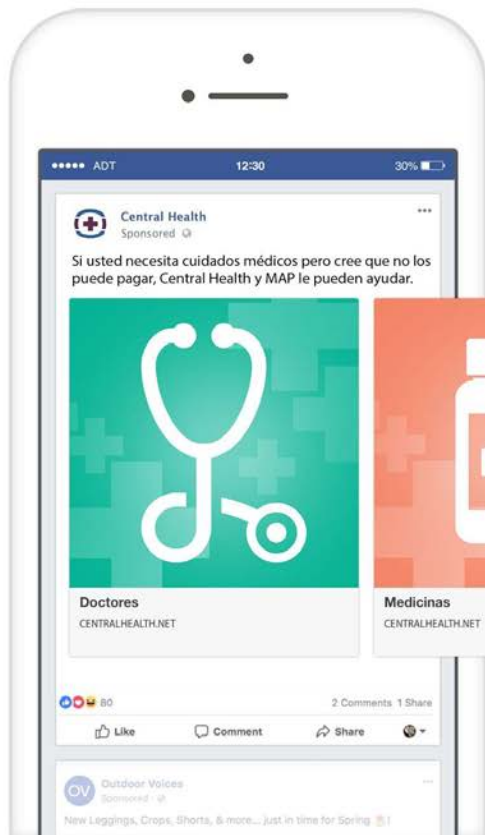 ADT 12:30 30%
Central Health
Sponsored
Si usted necesita cuidados médicos pero cree que no los
puede pagar, Central Health y MAP le pueden ayudar.
Doctores
CENTRALHEALTH.NET
Medicinas
CENTRALHEALTH.NET
80 2 Comments 1 Share
Like Comment Share
OV Outdoor Voices
Sponsored
New Leggings, Crops, Shorts, & more... just in time for Spring !